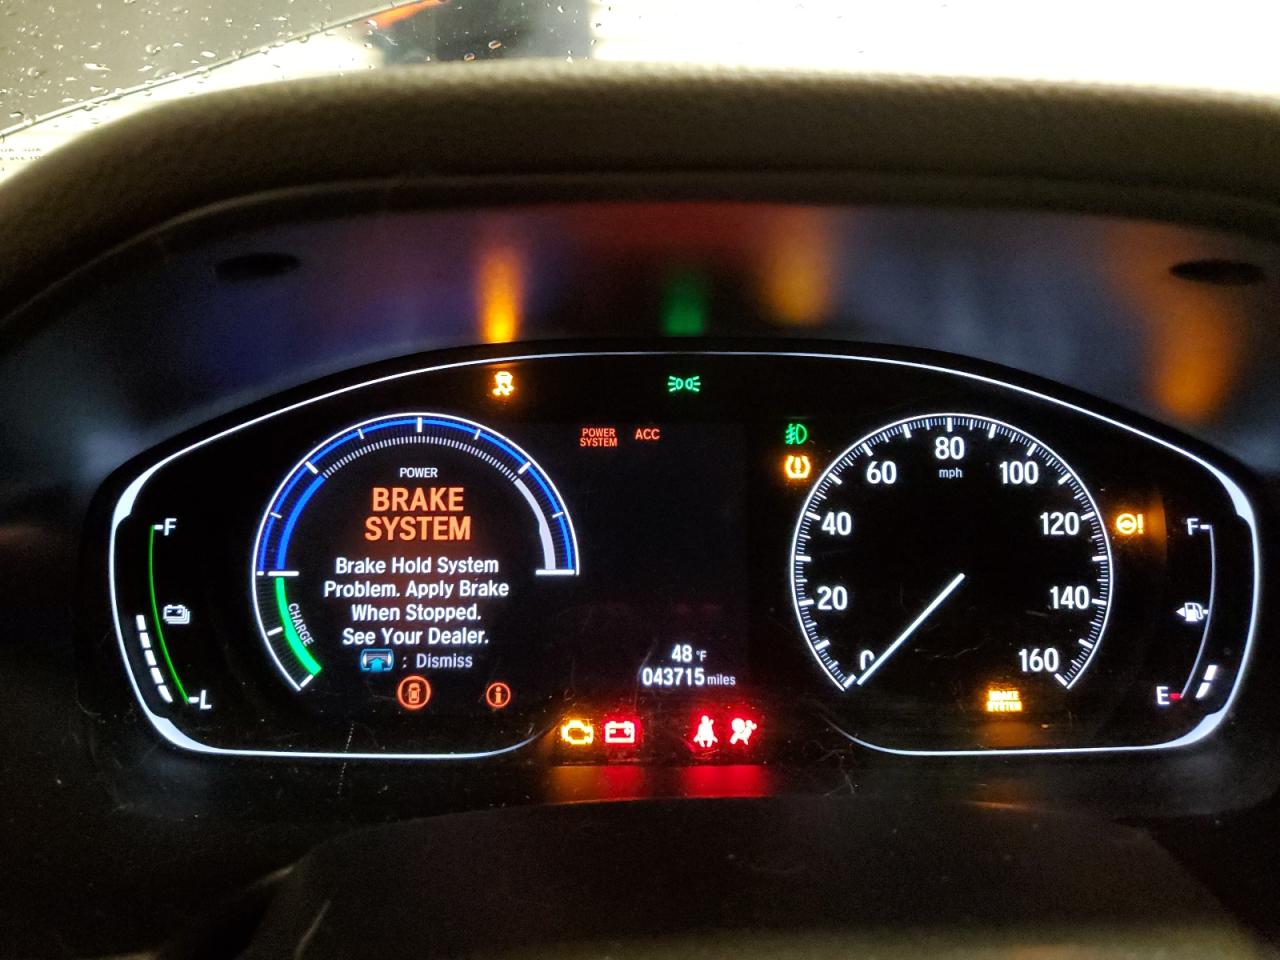 POWER
SYSTEM
ACC
POWER
BRAKE
SYSTEM
Brake Hold System
Problem. Apply Brake
When Stopped.
See Your Dealer.
: Dismiss
CHARGE
F
L
48°F
043715 miles
0
20
40
60
80
mph
100
120
140
160
BRAKE
SYSTEM
F
E